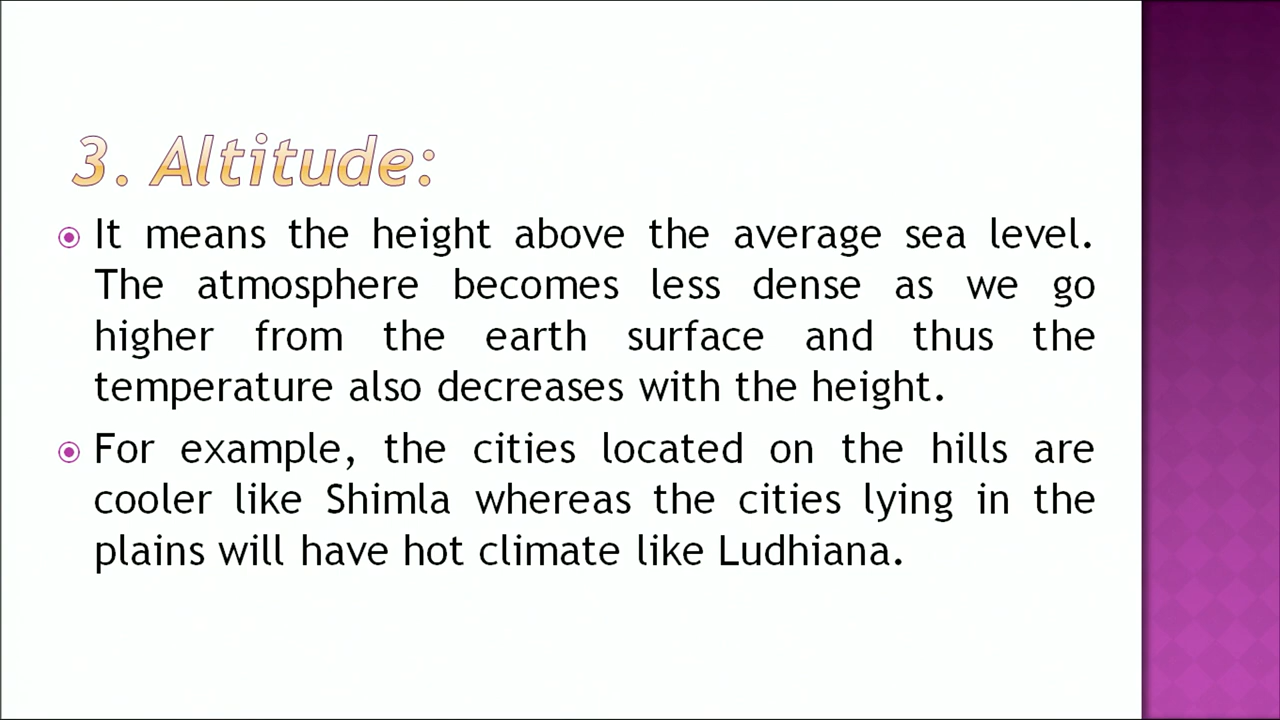 3. Altitude:
It means the height above the average sea level.
The atmosphere becomes less dense as we go
higher from the earth surface and thus the
temperature also decreases with the height.
For example, the cities located on the hills are
cooler like Shimla whereas the cities lying in the
plains will have hot climate like Ludhiana.